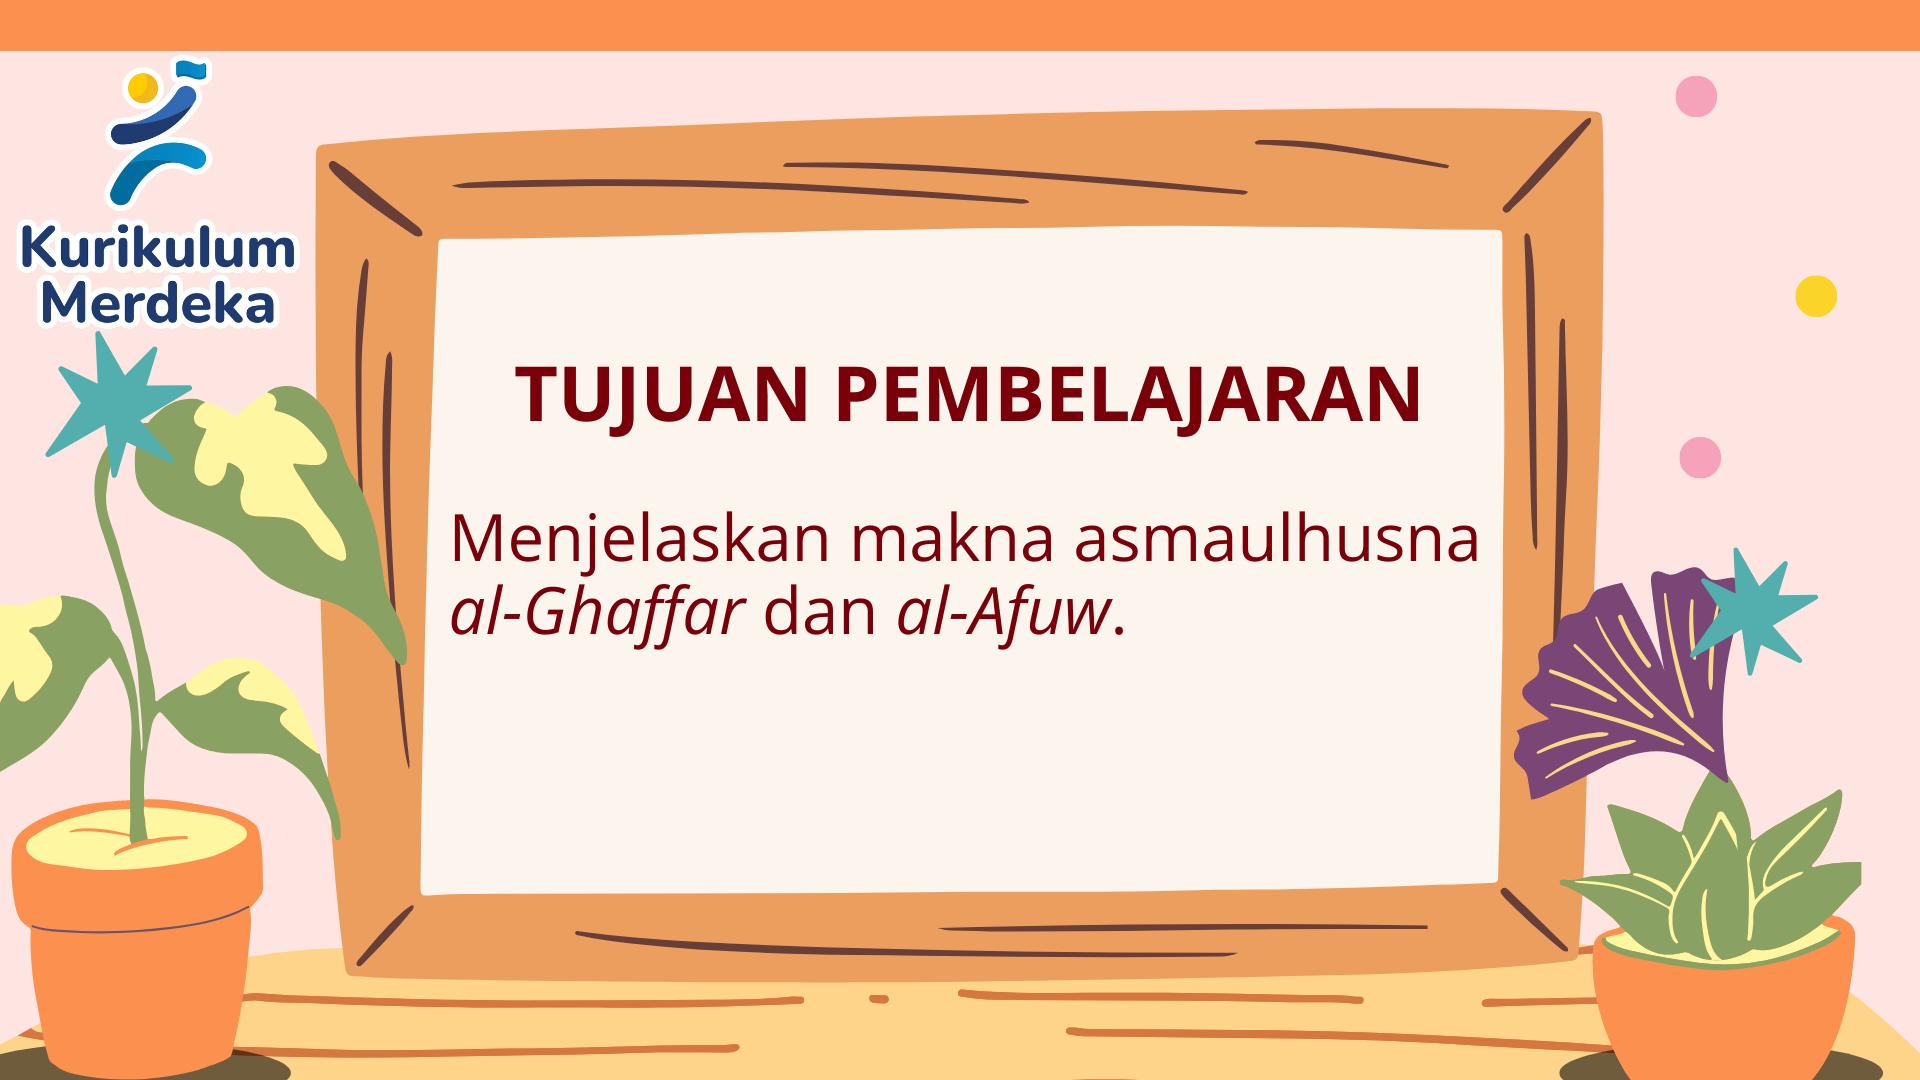 Kurikulum
Merdeka
TUJUAN PEMBELAJARAN
Menjelaskan makna asmaulhusna
al-Ghaffar dan al-Afuw.